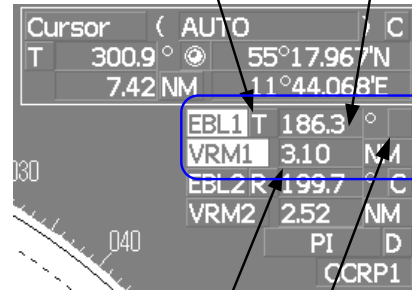 Cursor ( AUTO ) C
T 300.9 ° 55°17.967'N
7.42 NM 11°44.068'E
EBL1 T 186.3 °
VRM1 3.10 NM
EBL2 R 199.7 ° C
VRM2 2.52 NM
PI D
CCRP1
030
040